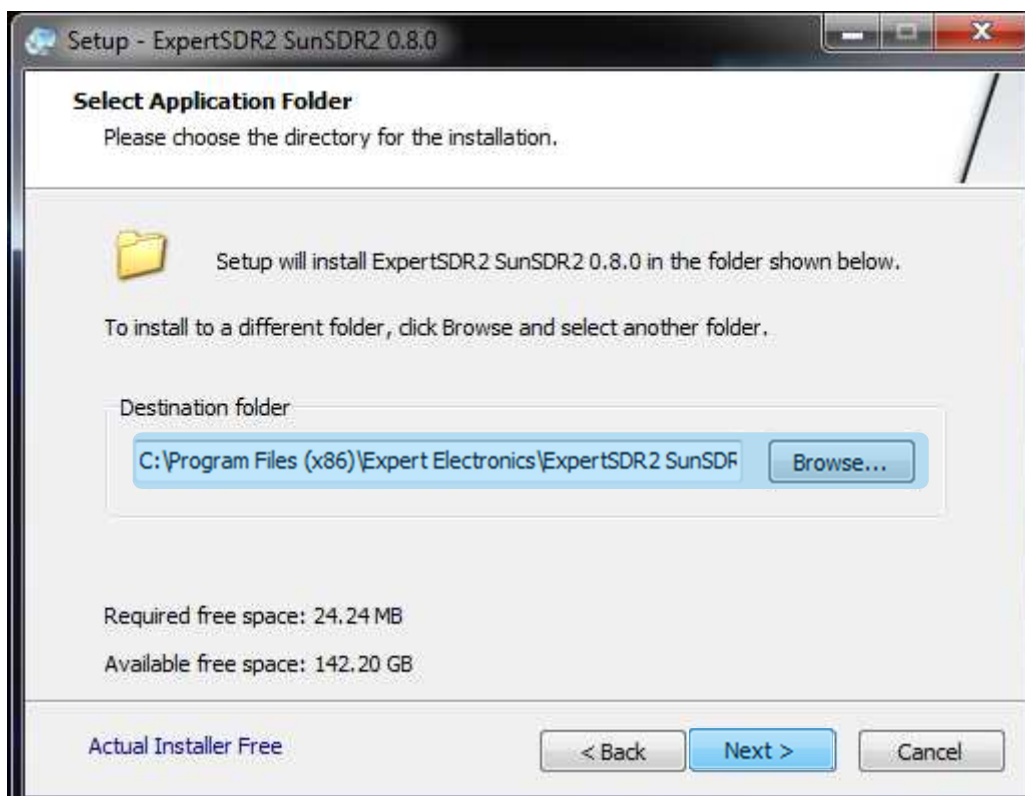 Setup - ExpertSDR2 SunSDR2 0.8.0
Select Application Folder
Please choose the directory for the installation.
Setup will install ExpertSDR2 SunSDR2 0.8.0 in the folder shown below.
To install to a different folder, click Browse and select another folder.
Destination folder
C:\Program Files (x86)\Expert Electronics\ExpertSDR2 SunSDR Browse...
Required free space: 24.24 MB
Available free space: 142.20 GB
Actual Installer Free < Back Next > Cancel